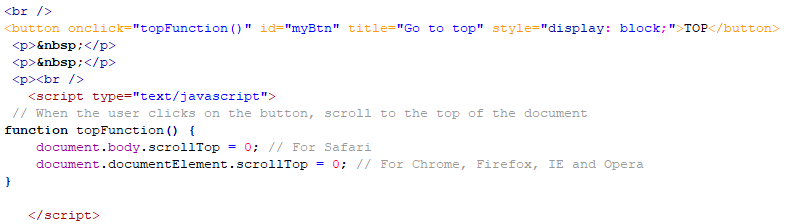 <br />
<button onclick="topFunction()" id="myBtn" title="Go to top" style="display: block;">TOP</button>
<p>&nbsp;</p>
<p>&nbsp;</p>
<p><br />
<script type="text/javascript">
// When the user clicks on the button, scroll to the top of the document
function topFunction() {
document.body.scrollTop = 0; // For Safari
document.documentElement.scrollTop = 0; // For Chrome, Firefox, IE and Opera
}
</script>